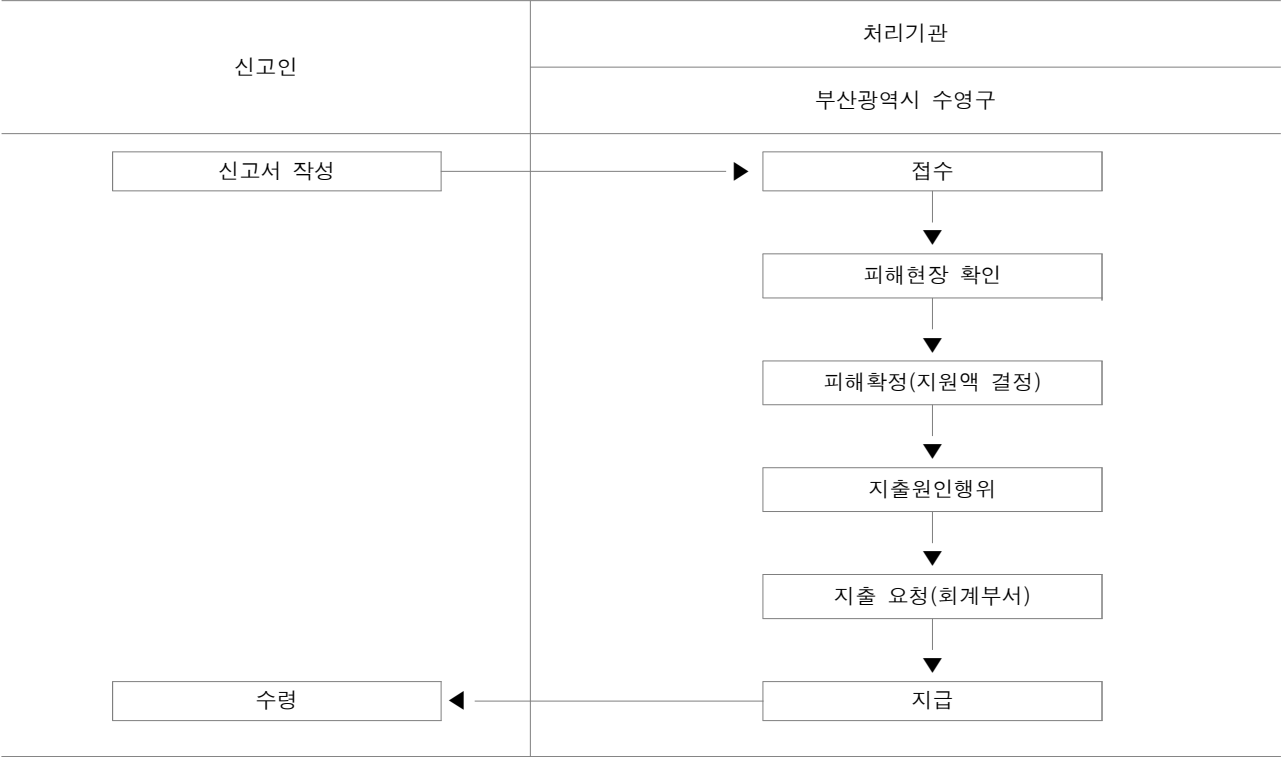 신고인
처리기관
부산광역시 수영구
신고서 작성
접수
피해현장 확인
피해확정(지원액 결정)
지출원인행위
지출 요청(회계부서)
수령
지급